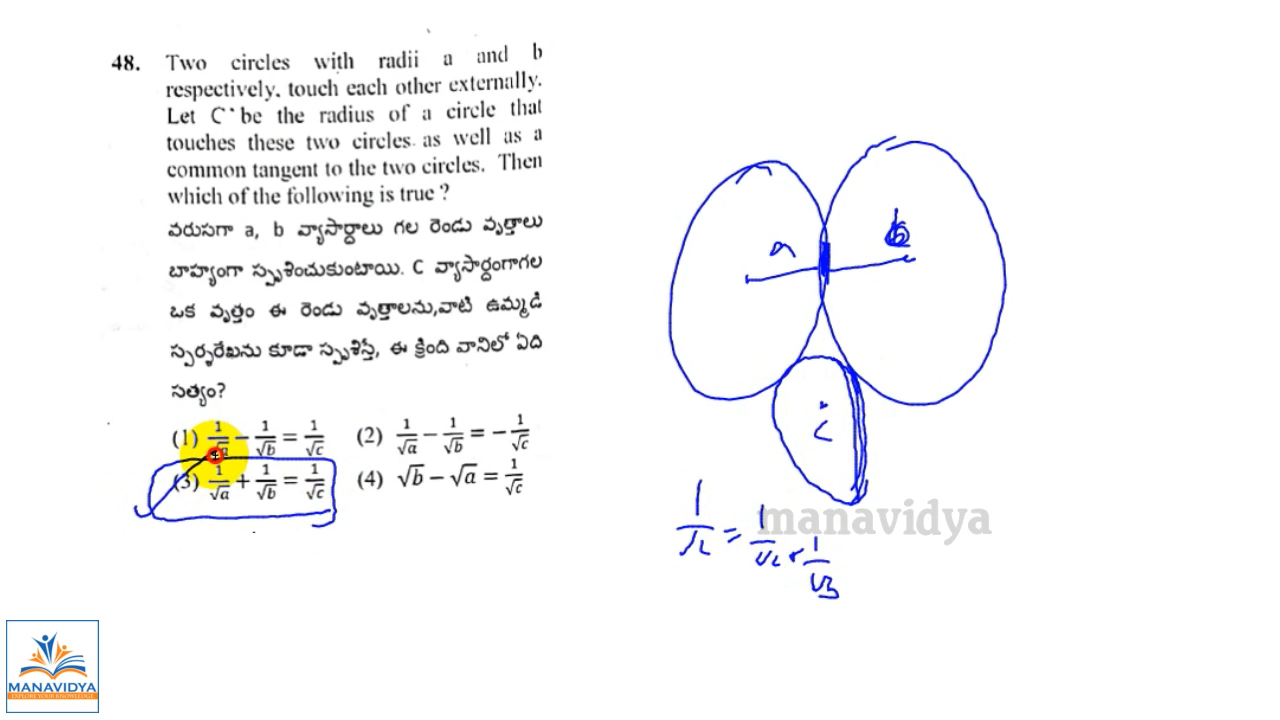 48. Two circles with radii a and b
respectively, touch each other externally.
Let C be the radius of a circle that
touches these two circles as well as a
common tangent to the two circles. Then
which of the following is true ?
వరుసగా a, b వ్యాసార్ధాలు గల రెండు వృత్తాలు
బాహ్యంగా స్పృశించుకుంటాయి. C వ్యాసార్ధంగాగల
ఒక వృత్తం ఈ రెండు వృత్తాలను,వాటి ఉమ్మడి
స్పర్శరేఖను కూడా స్పృశిస్తే, ఈ క్రింది వానిలో ఏది
సత్యం?
(1) 1/√a − 1/√b = 1/√c (2) 1/√a − 1/√b = − 1/√c
(3) 1/√a + 1/√b = 1/√c (4) √b − √a = 1/√c
a
b
c
manavidya
MANAVIDYA